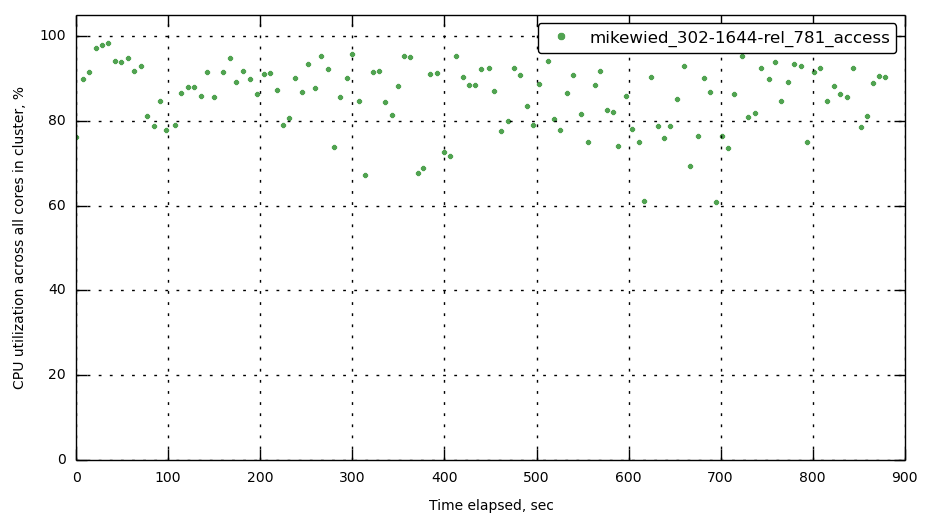 mikewied_302-1644-rel_781_access
CPU utilization across all cores in cluster, %
100
80
60
40
20
0
0 100 200 300 400 500 600 700 800 900
Time elapsed, sec